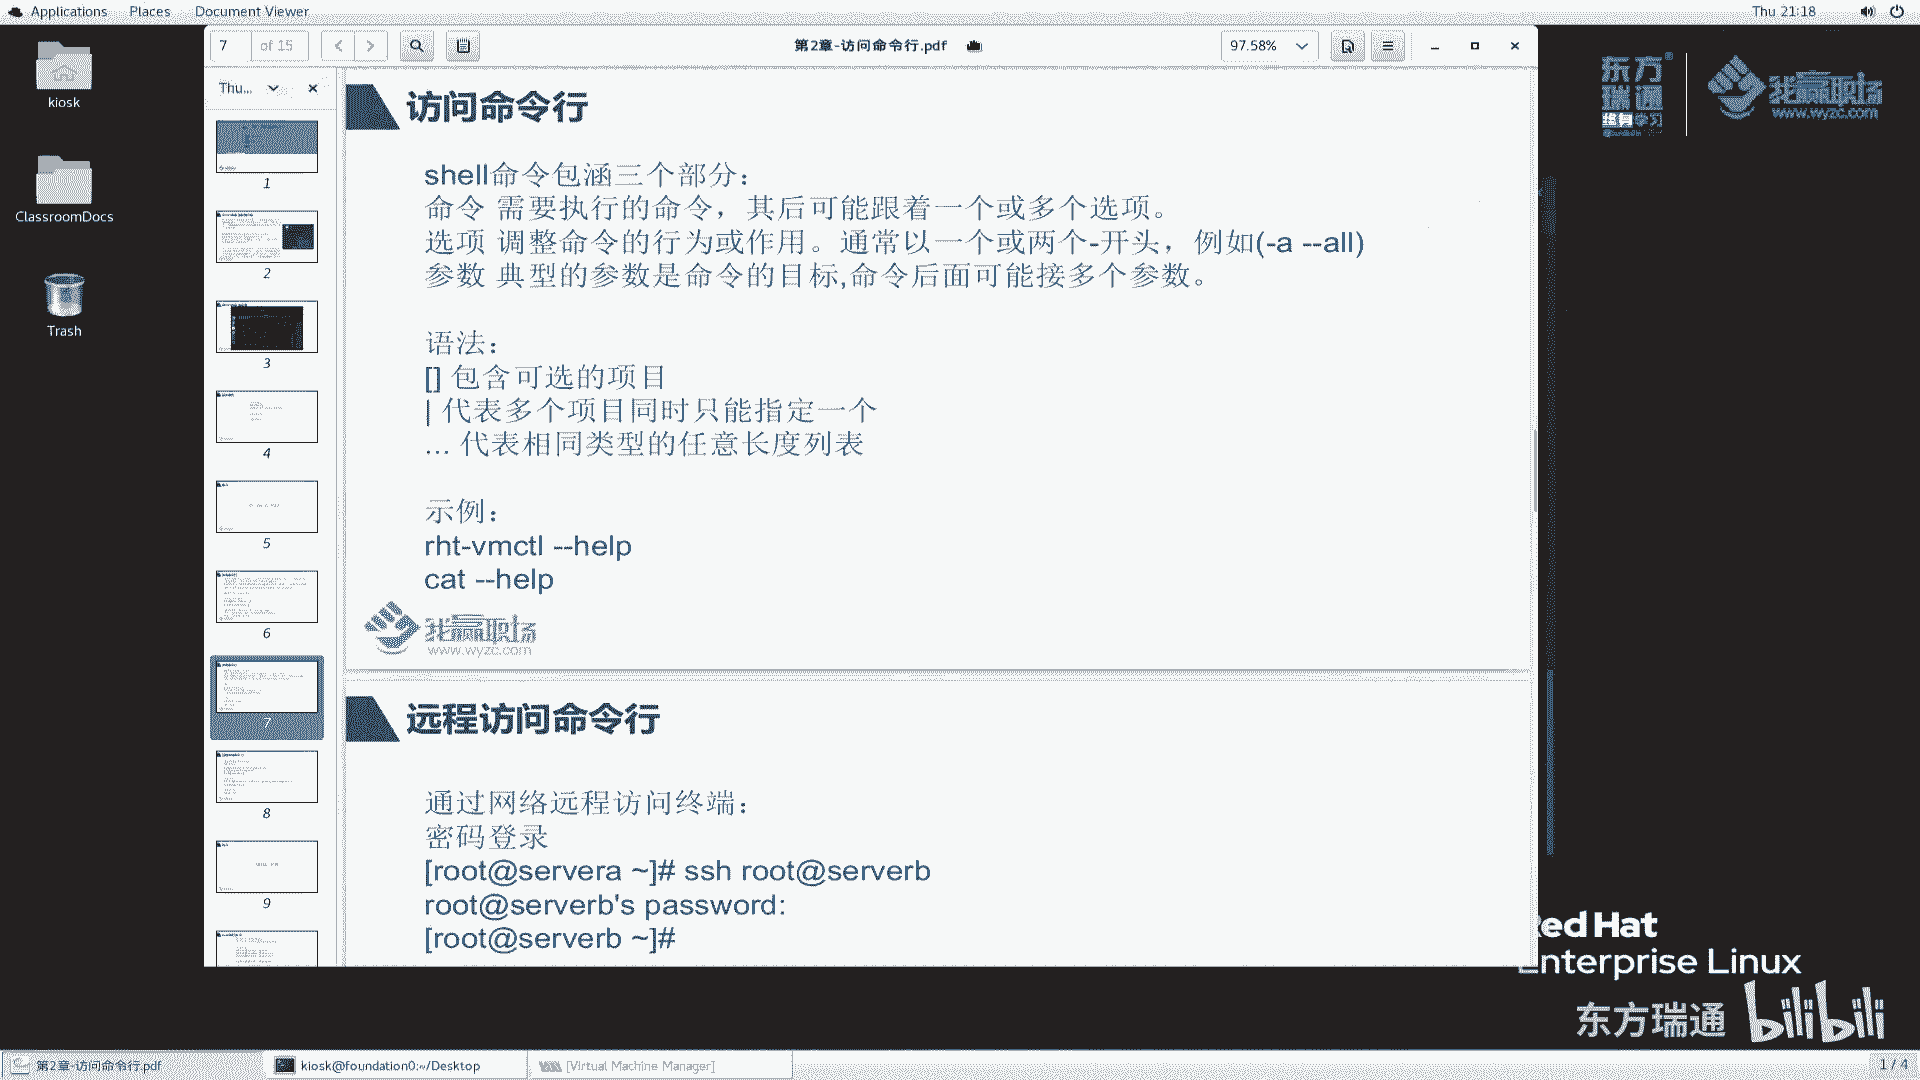 Applications Places Document Viewer
Thu 21:18
7 of 15
第2章-访问命令行.pdf
97.58%
kiosk
ClassroomDocs
Trash
Thu...
1
2
3
4
5
6
7
8
9
访问命令行
shell命令包涵三个部分：
命令 需要执行的命令，其后可能跟着一个或多个选项。
选项 调整命令的行为或作用。通常以一个或两个-开头，例如(-a --all)
参数 典型的参数是命令的目标,命令后面可能接多个参数。
语法：
[] 包含可选的项目
| 代表多个项目同时只能指定一个
... 代表相同类型的任意长度列表
示例：
rht-vmctl --help
cat --help
我赢职场
www.wyzc.com
远程访问命令行
通过网络远程访问终端：
密码登录
[root@servera ~]# ssh root@serverb
root@serverb's password:
[root@serverb ~]#
东方
瑞通
终身学习
我赢职场
www.wyzc.com
ed Hat
Enterprise Linux
东方瑞通 bilibili
第2章-访问命令行.pdf
kiosk@foundation0:~/Desktop
[Virtual Machine Manager]
1 / 4